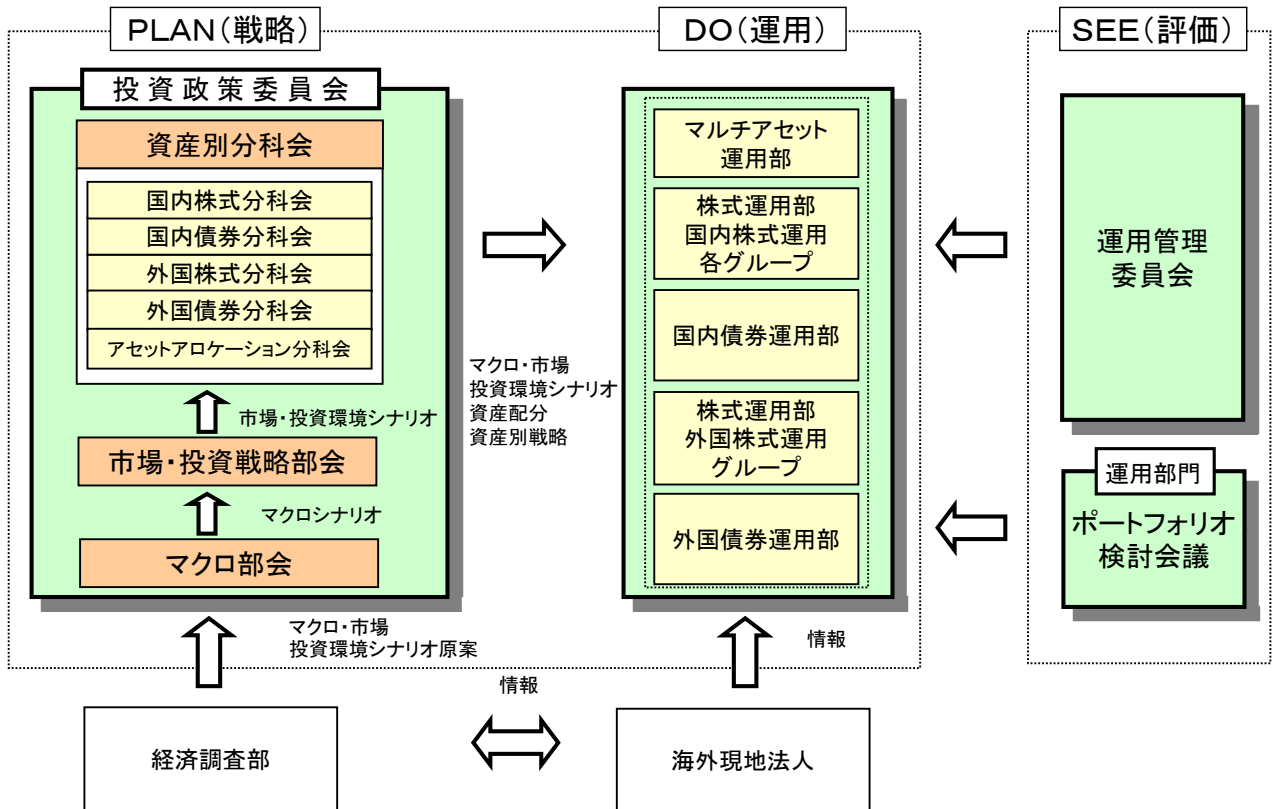 PLAN(戦略)
投資政策委員会
資産別分科会
国内株式分科会
国内債券分科会
外国株式分科会
外国債券分科会
アセットアロケーション分科会
市場・投資環境シナリオ
市場・投資戦略部会
マクロシナリオ
マクロ部会
マクロ・市場
投資環境シナリオ原案
経済調査部
マクロ・市場
投資環境シナリオ
資産配分
資産別戦略
DO(運用)
マルチアセット
運用部
株式運用部
国内株式運用
各グループ
国内債券運用部
株式運用部
外国株式運用
グループ
外国債券運用部
情報
情報
海外現地法人
SEE(評価)
運用管理
委員会
運用部門
ポートフォリオ
検討会議